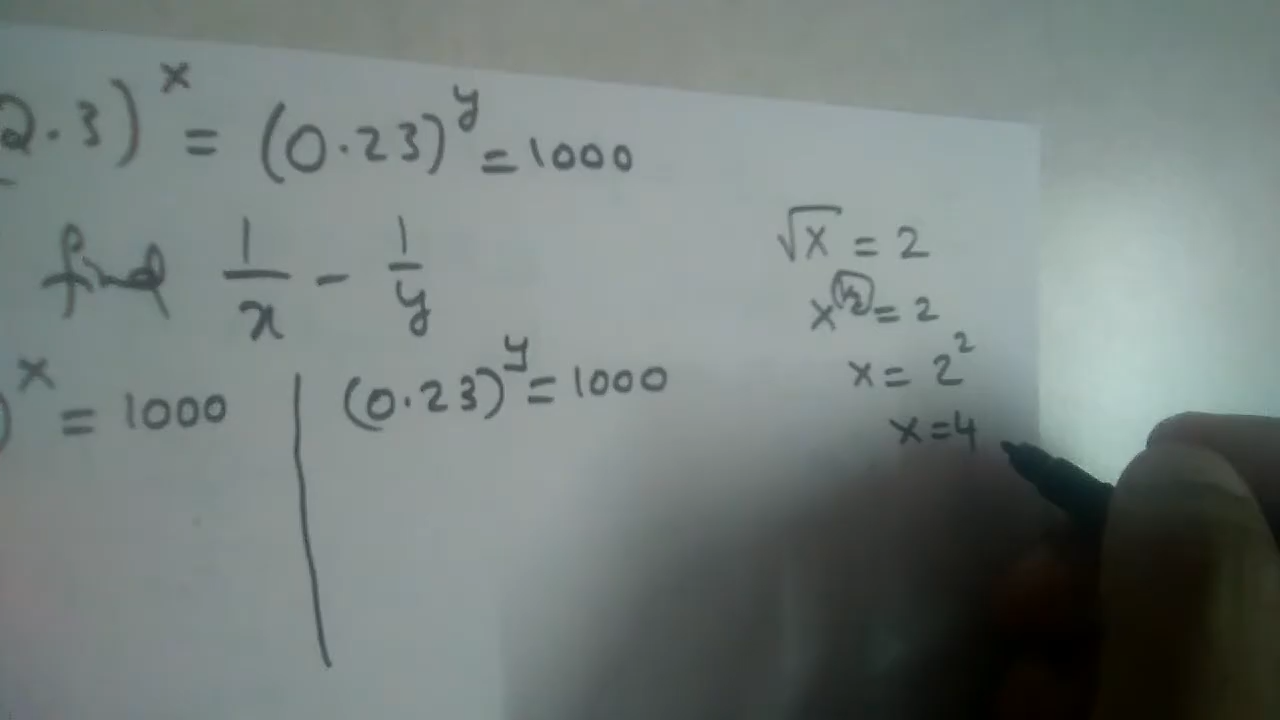 2.3)^x = (0.23)^y = 1000
find 1/x - 1/y
)^x = 1000 | (0.23)^y = 1000
√x = 2
x^(1/2) = 2
x = 2^2
x = 4